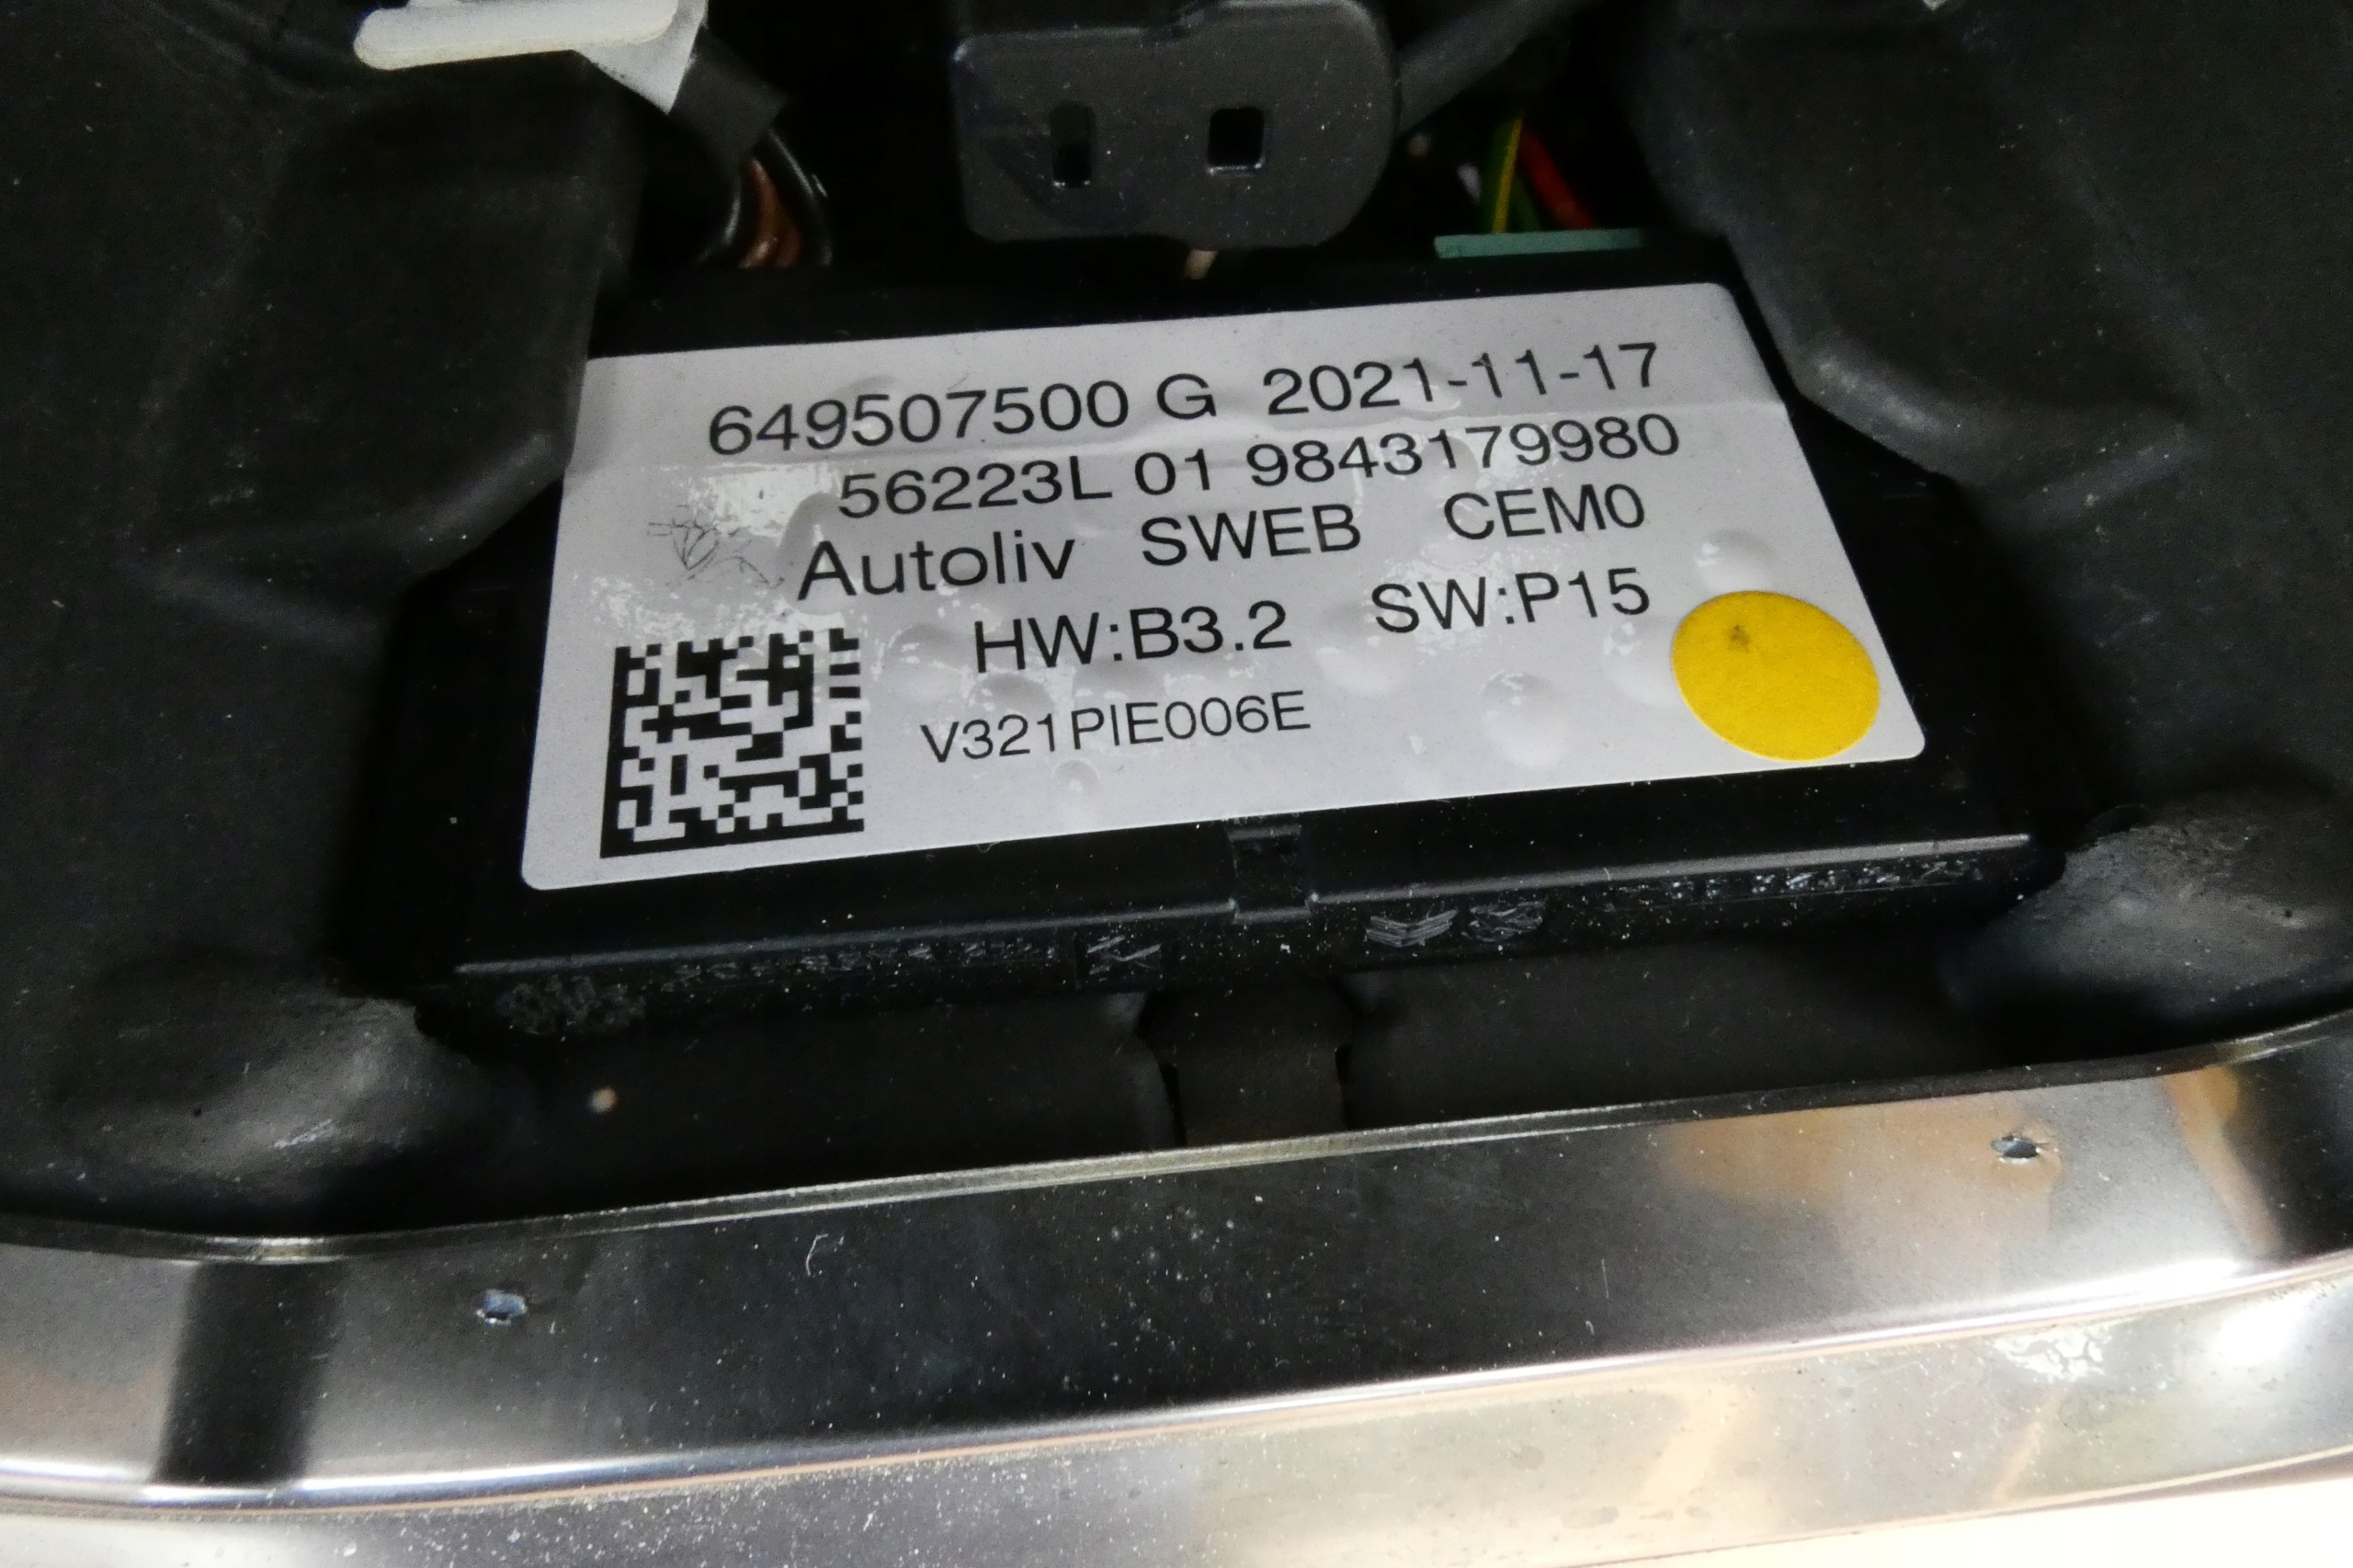 649507500 G 2021-11-17
56223L 01 9843179980
Autoliv SWEB CEM0
HW:B3.2 SW:P15
V321PIE006E